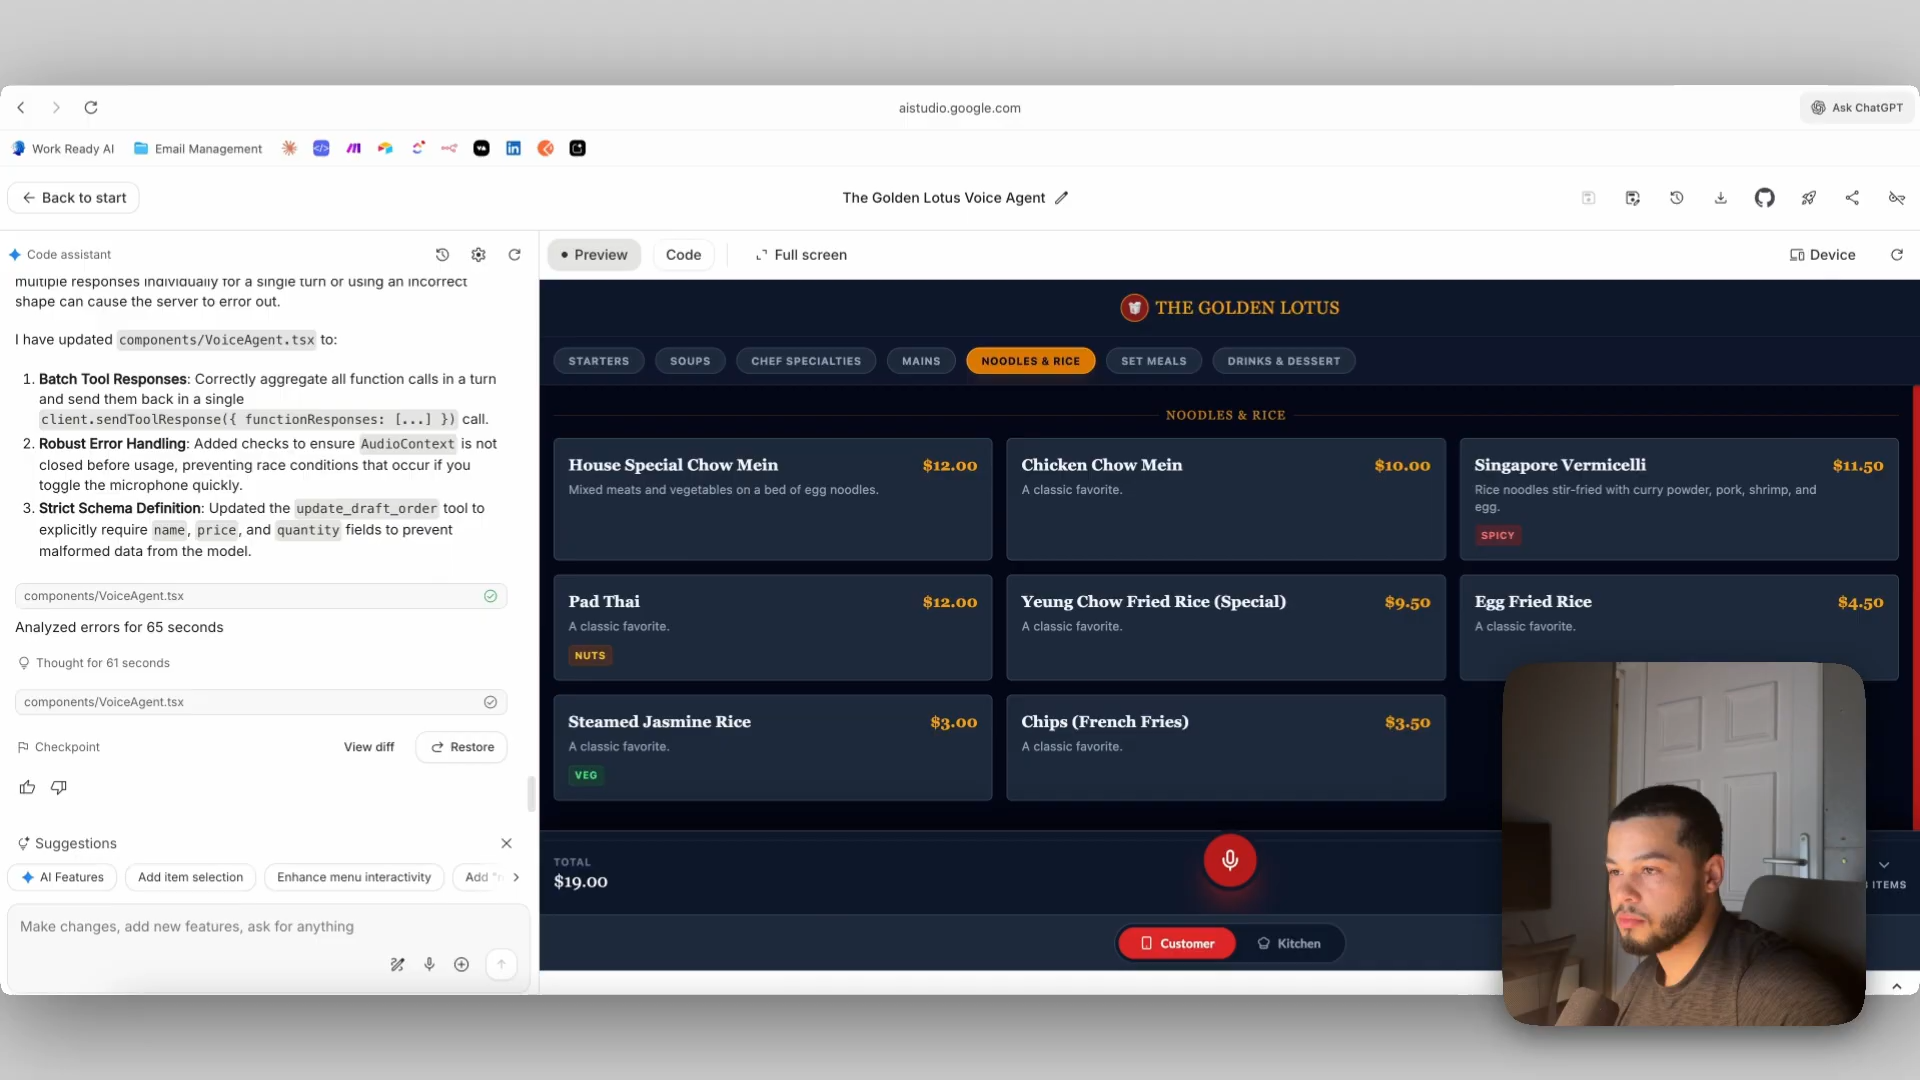 aistudio.google.com
Ask ChatGPT
Work Ready AI
Email Management
Back to start
The Golden Lotus Voice Agent
Code assistant
multiple responses individually for a single turn or using an incorrect
shape can cause the server to error out.
I have updated components/VoiceAgent.tsx to:
1. Batch Tool Responses: Correctly aggregate all function calls in a turn
and send them back in a single
client.sendToolResponse({ functionResponses: [...] }) call.
2. Robust Error Handling: Added checks to ensure AudioContext is not
closed before usage, preventing race conditions that occur if you
toggle the microphone quickly.
3. Strict Schema Definition: Updated the update_draft_order tool to
explicitly require name, price, and quantity fields to prevent
malformed data from the model.
components/VoiceAgent.tsx
Analyzed errors for 65 seconds
Thought for 61 seconds
components/VoiceAgent.tsx
Checkpoint
View diff
Restore
Suggestions
AI Features
Add item selection
Enhance menu interactivity
Add
Make changes, add new features, ask for anything
Preview
Code
Full screen
Device
THE GOLDEN LOTUS
STARTERS
SOUPS
CHEF SPECIALTIES
MAINS
NOODLES & RICE
SET MEALS
DRINKS & DESSERT
NOODLES & RICE
House Special Chow Mein $12.00
Mixed meats and vegetables on a bed of egg noodles.
Chicken Chow Mein $10.00
A classic favorite.
Singapore Vermicelli $11.50
Rice noodles stir-fried with curry powder, pork, shrimp, and
egg.
SPICY
Pad Thai $12.00
A classic favorite.
NUTS
Yeung Chow Fried Rice (Special) $9.50
A classic favorite.
Egg Fried Rice $4.50
A classic favorite.
Steamed Jasmine Rice $3.00
A classic favorite.
VEG
Chips (French Fries) $3.50
A classic favorite.
TOTAL
$19.00
ITEMS
Customer
Kitchen